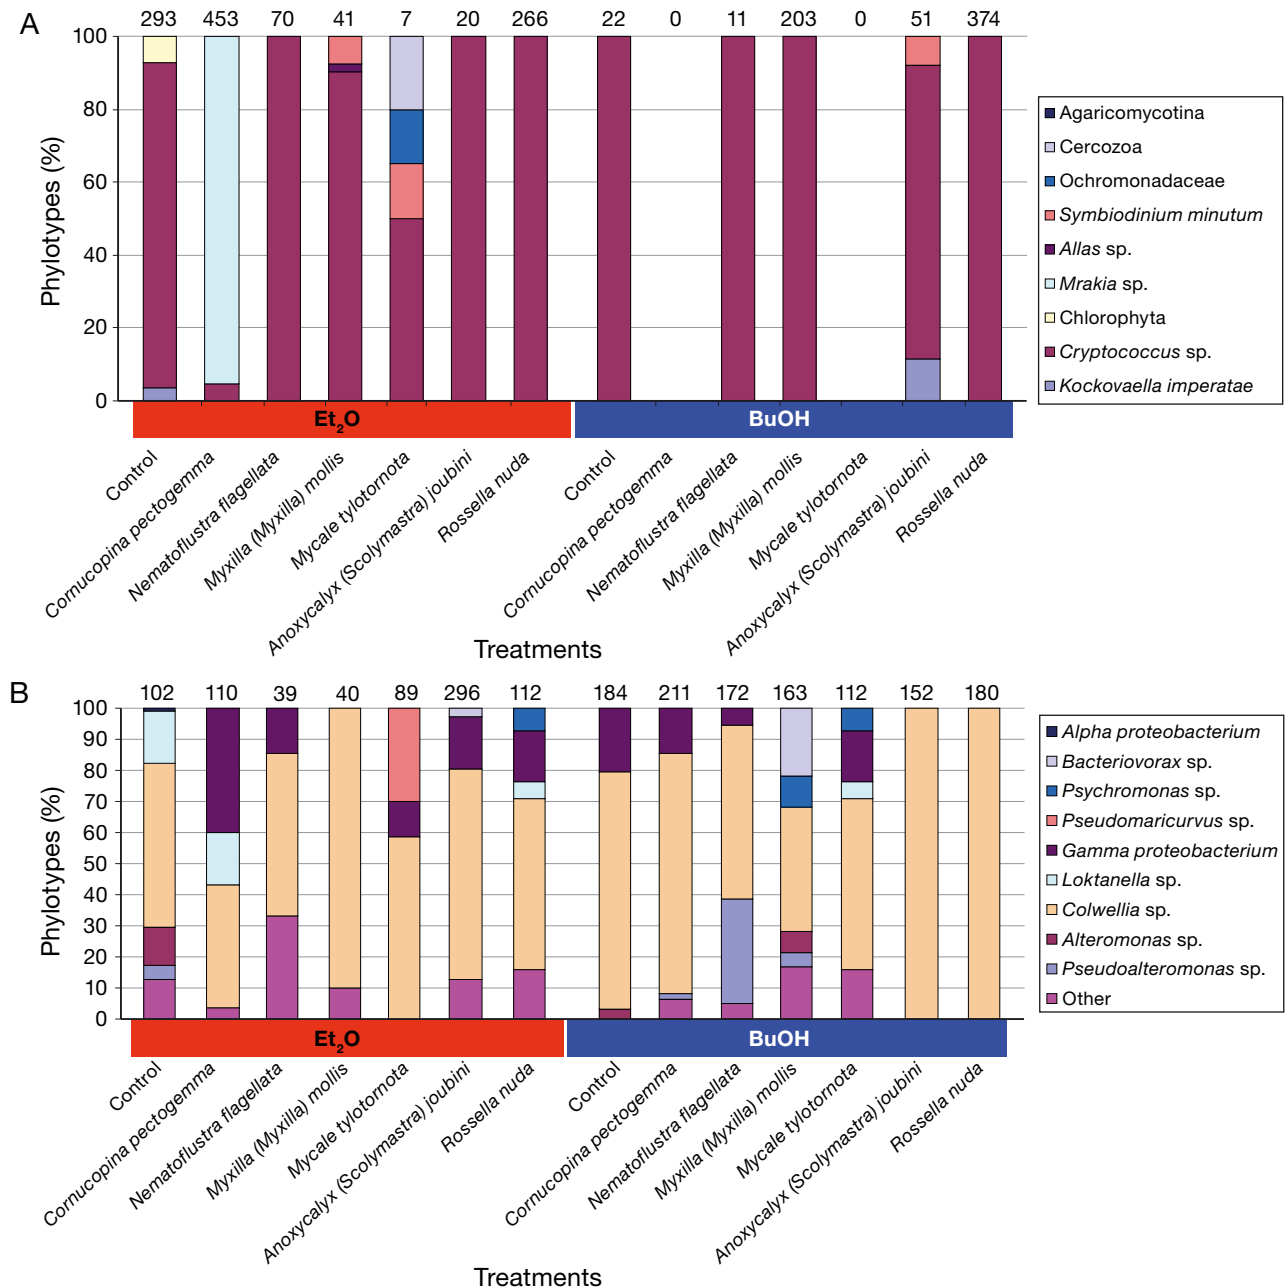 A
293 453 70 41 7 20 266 22 0 11 203 0 51 374
Phylotypes (%)
100
80
60
40
20
0
Agaricomycotina
Cercozoa
Ochromonadaceae
Symbiodinium minutum
Allas sp.
Mrakia sp.
Chlorophyta
Cryptococcus sp.
Kockovaella imperatae
Et2O
BuOH
Control
Cornucopina pectogemma
Nematoflustra flagellata
Myxilla (Myxilla) mollis
Mycale tylotornota
Anoxycalyx (Scolymastra) joubini
Rossella nuda
Control
Cornucopina pectogemma
Nematoflustra flagellata
Myxilla (Myxilla) mollis
Mycale tylotornota
Anoxycalyx (Scolymastra) joubini
Rossella nuda
Treatments
B
102 110 39 40 89 296 112 184 211 172 163 112 152 180
Phylotypes (%)
100
90
80
70
60
50
40
30
20
10
0
Alpha proteobacterium
Bacteriovorax sp.
Psychromonas sp.
Pseudomaricurvus sp.
Gamma proteobacterium
Loktanella sp.
Colwellia sp.
Alteromonas sp.
Pseudoalteromonas sp.
Other
Et2O
BuOH
Control
Cornucopina pectogemma
Nematoflustra flagellata
Myxilla (Myxilla) mollis
Mycale tylotornota
Anoxycalyx (Scolymastra) joubini
Rossella nuda
Control
Cornucopina pectogemma
Nematoflustra flagellata
Myxilla (Myxilla) mollis
Mycale tylotornota
Anoxycalyx (Scolymastra) joubini
Rossella nuda
Treatments